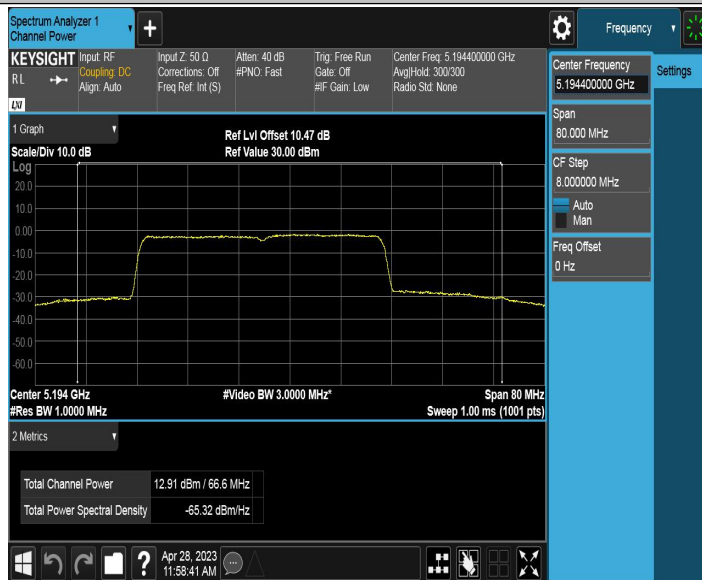 Spectrum Analyzer 1
Channel Power
+
Frequency
KEYSIGHT
R L
LXI
Input: RF
Coupling: DC
Align: Auto
Input Z: 50 Ω
Corrections: Off
Freq Ref: Int (S)
Atten: 40 dB
#PNO: Fast
Trig: Free Run
Gate: Off
#IF Gain: Low
Center Freq: 5.194400000 GHz
Avg|Hold: 300/300
Radio Std: None
Center Frequency
5.194400000 GHz
Settings
Span
80.000 MHz
CF Step
8.000000 MHz
Auto
Man
Freq Offset
0 Hz
1 Graph
Scale/Div 10.0 dB
Ref Lvl Offset 10.47 dB
Ref Value 30.00 dBm
Log
20.0
10.0
0.00
-10.0
-20.0
-30.0
-40.0
-50.0
-60.0
Center 5.194 GHz
#Res BW 1.0000 MHz
#Video BW 3.0000 MHz*
Span 80 MHz
Sweep 1.00 ms (1001 pts)
2 Metrics
Total Channel Power 12.91 dBm / 66.6 MHz
Total Power Spectral Density -65.32 dBm/Hz
?
Apr 28, 2023
11:58:41 AM